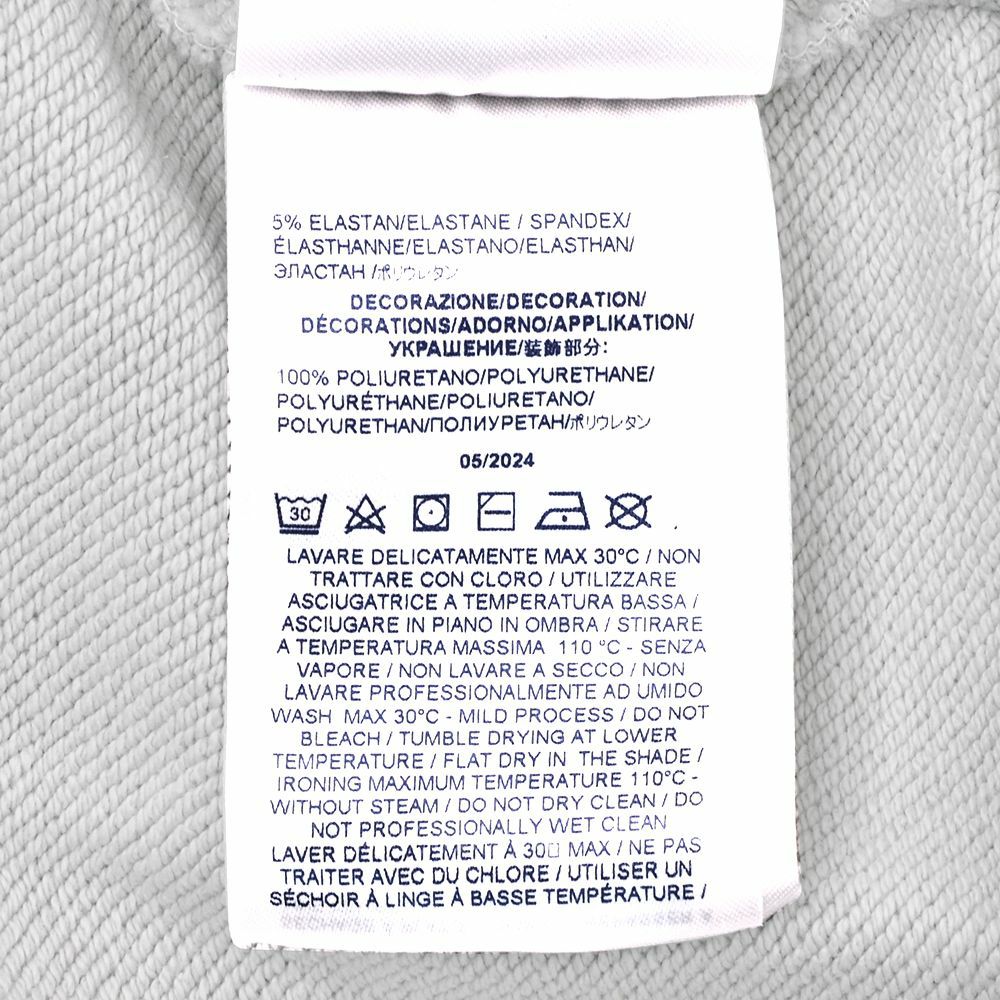 5% ELASTAN/ELASTANE / SPANDEX/
ÉLASTHANNE/ELASTANO/ELASTHAN/
ЭЛАСТАН /ポリウレタン
DECORAZIONE/DECORATION/
DÉCORATIONS/ADORNO/APPLIKATION/
УКРАШЕНИЕ/装飾部分:
100% POLIURETANO/POLYURETHANE/
POLYURÉTHANE/POLIURETANO/
POLYURETHAN/ПОЛИУРЕТАН/ポリウレタン
05/2024
30
LAVARE DELICATAMENTE MAX 30°C / NON
TRATTARE CON CLORO / UTILIZZARE
ASCIUGATRICE A TEMPERATURA BASSA /
ASCIUGARE IN PIANO IN OMBRA / STIRARE
A TEMPERATURA MASSIMA 110 °C - SENZA
VAPORE / NON LAVARE A SECCO / NON
LAVARE PROFESSIONALMENTE AD UMIDO
WASH MAX 30°C - MILD PROCESS / DO NOT
BLEACH / TUMBLE DRYING AT LOWER
TEMPERATURE / FLAT DRY IN THE SHADE /
IRONING MAXIMUM TEMPERATURE 110°C -
WITHOUT STEAM / DO NOT DRY CLEAN / DO
NOT PROFESSIONALLY WET CLEAN
LAVER DÉLICATEMENT À 30▯ MAX / NE PAS
TRAITER AVEC DU CHLORE / UTILISER UN
SÉCHOIR À LINGE À BASSE TEMPÉRATURE /